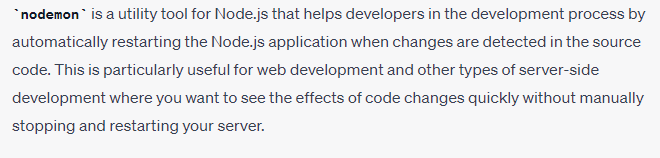 `nodemon` is a utility tool for Node.js that helps developers in the development process by
automatically restarting the Node.js application when changes are detected in the source
code. This is particularly useful for web development and other types of server-side
development where you want to see the effects of code changes quickly without manually
stopping and restarting your server.